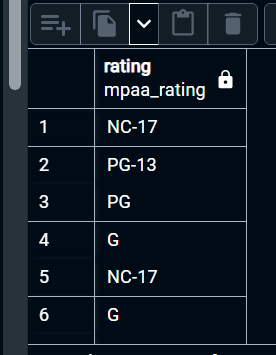 rating
mpaa_rating
1 NC-17
2 PG-13
3 PG
4 G
5 NC-17
6 G